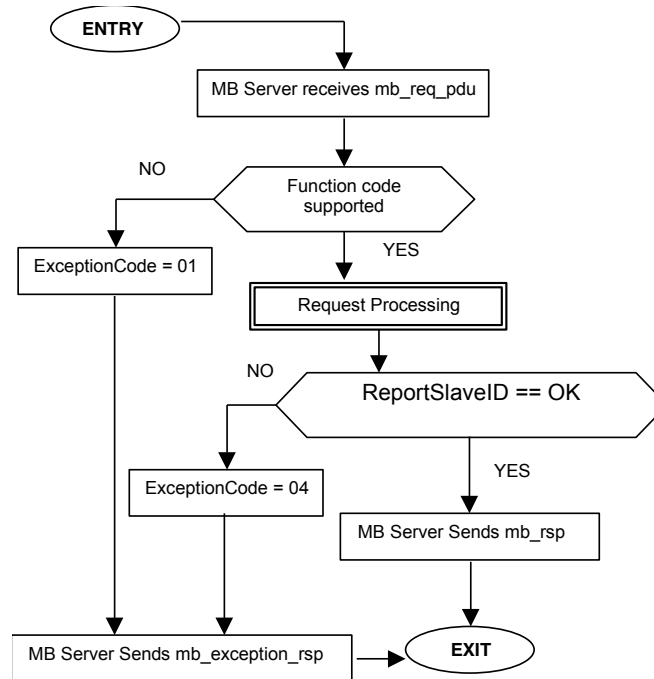 ENTRY
MB Server receives mb_req_pdu
NO
Function code
supported
YES
ExceptionCode = 01
Request Processing
NO
ReportSlaveID == OK
YES
ExceptionCode = 04
MB Server Sends mb_rsp
MB Server Sends mb_exception_rsp
EXIT